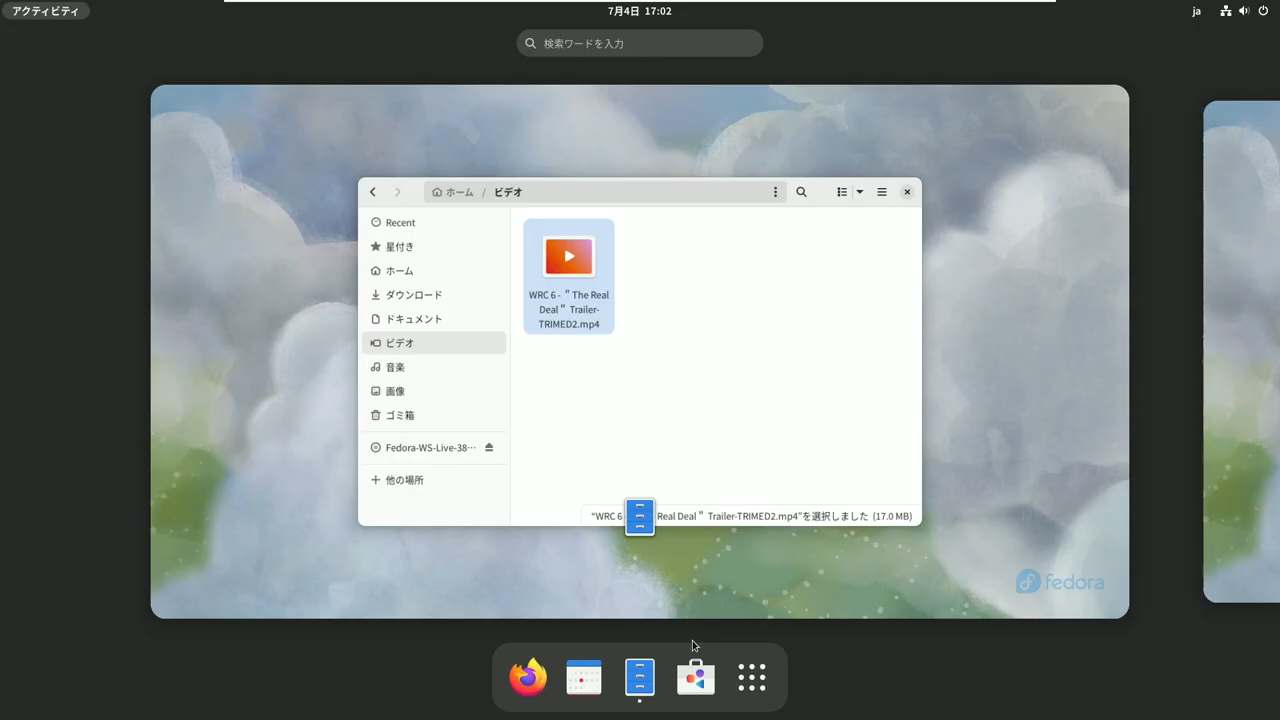 アクティビティ
7月4日 17:02
ja
検索ワードを入力
ホーム / ビデオ
Recent
星付き
ホーム
ダウンロード
ドキュメント
ビデオ
音楽
画像
ゴミ箱
Fedora-WS-Live-38…
他の場所
WRC 6 - ＂The Real
Deal＂ Trailer-
TRIMED2.mp4
“WRC 6 Real Deal＂ Trailer-TRIMED2.mp4”を選択しました (17.0 MB)
fedora